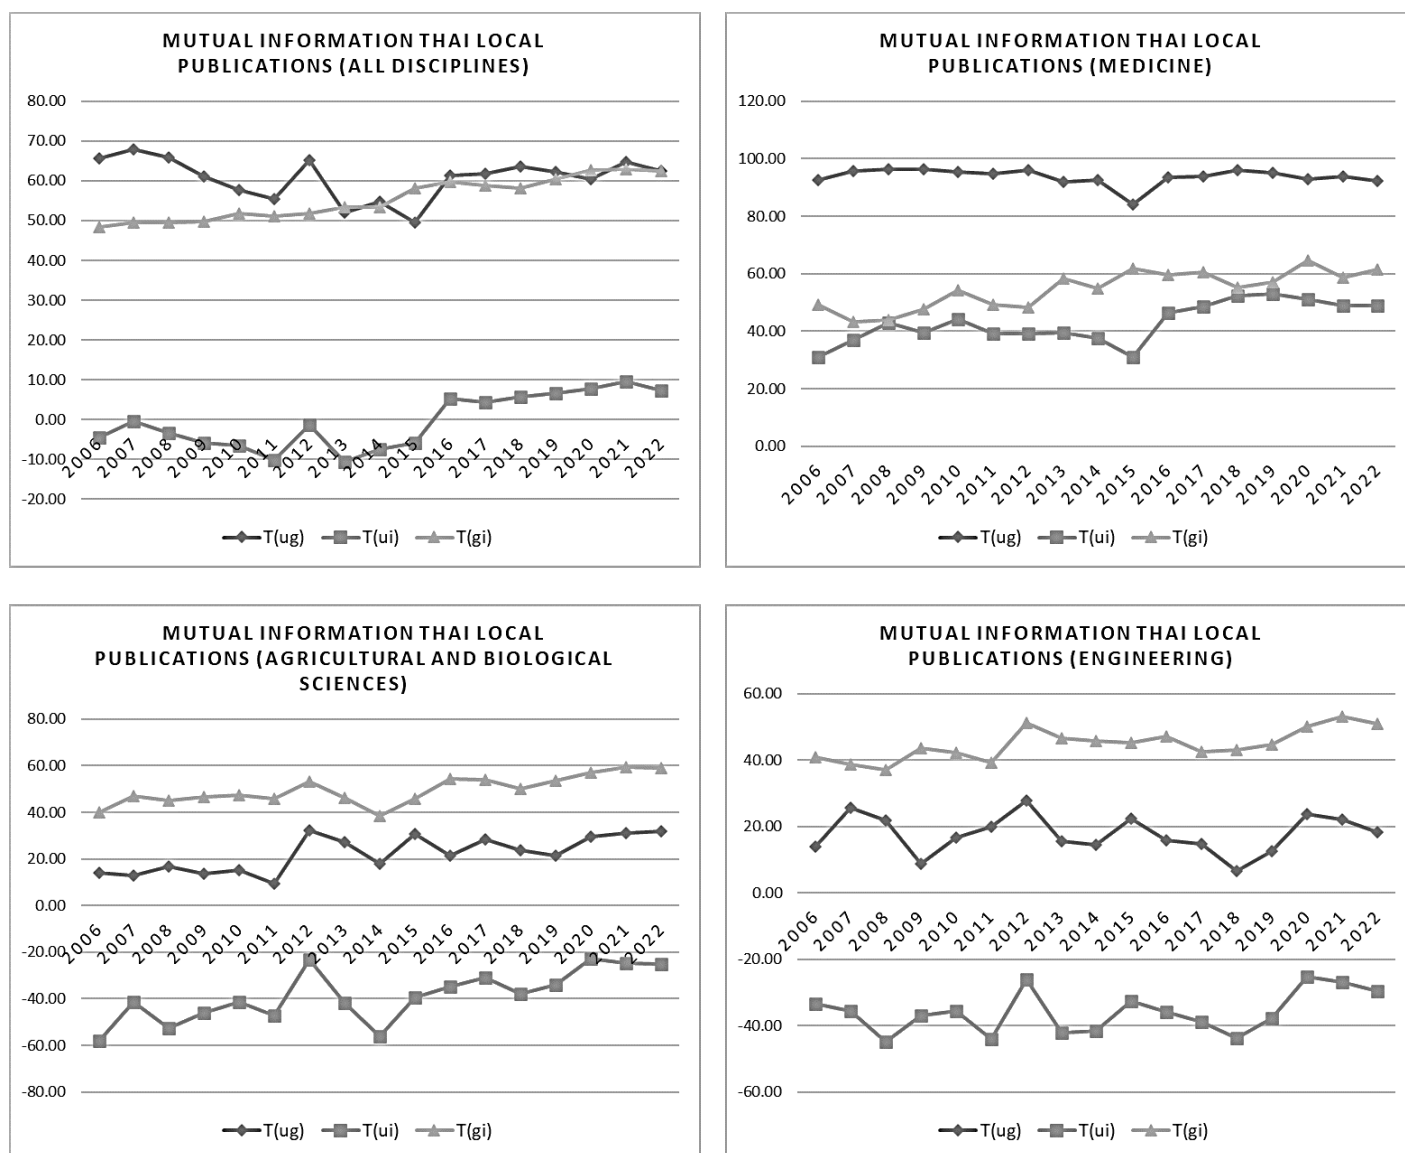 MUTUAL INFORMATION THAI LOCAL
PUBLICATIONS (ALL DISCIPLINES)
80.00
70.00
60.00
50.00
40.00
30.00
20.00
10.00
0.00
-10.00
-20.00
2006 2007 2008 2009 2010 2011 2012 2013 2014 2015 2016 2017 2018 2019 2020 2021 2022
T(ug) T(ui) T(gi)
MUTUAL INFORMATION THAI LOCAL
PUBLICATIONS (MEDICINE)
120.00
100.00
80.00
60.00
40.00
20.00
0.00
2006 2007 2008 2009 2010 2011 2012 2013 2014 2015 2016 2017 2018 2019 2020 2021 2022
T(ug) T(ui) T(gi)
MUTUAL INFORMATION THAI LOCAL
PUBLICATIONS (AGRICULTURAL AND BIOLOGICAL
SCIENCES)
80.00
60.00
40.00
20.00
0.00
-20.00
-40.00
-60.00
-80.00
2006 2007 2008 2009 2010 2011 2012 2013 2014 2015 2016 2017 2018 2019 2020 2021 2022
T(ug) T(ui) T(gi)
MUTUAL INFORMATION THAI LOCAL
PUBLICATIONS (ENGINEERING)
60.00
40.00
20.00
0.00
-20.00
-40.00
-60.00
2006 2007 2008 2009 2010 2011 2012 2013 2014 2015 2016 2017 2018 2019 2020 2021 2022
T(ug) T(ui) T(gi)